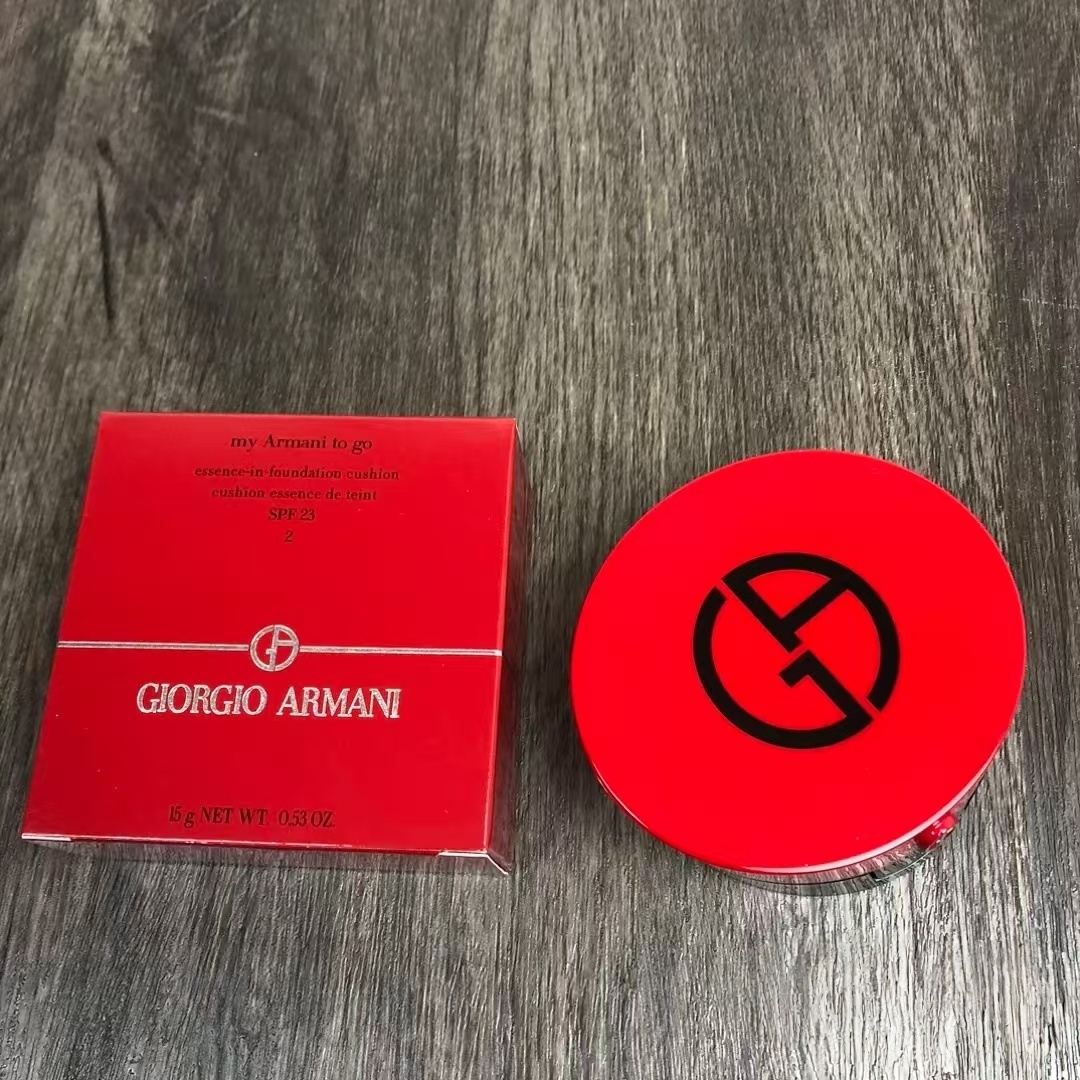 my Armani to go
essence-in-foundation cushion
cushion essence de teint
SPF 23
2
GIORGIO ARMANI
15 g NET WT. 0.53 OZ.